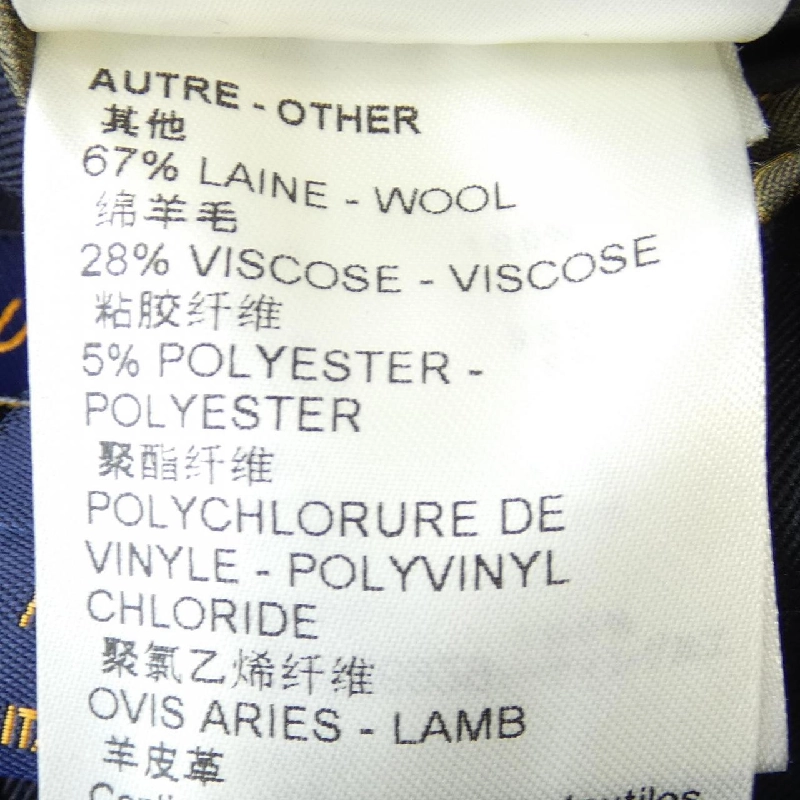 AUTRE - OTHER
其他
67% LAINE - WOOL
绵羊毛
28% VISCOSE - VISCOSE
粘胶纤维
5% POLYESTER -
POLYESTER
聚酯纤维
POLYCHLORURE DE
VINYLE - POLYVINYL
CHLORIDE
聚氯乙烯纤维
OVIS ARIES - LAMB
羊皮革